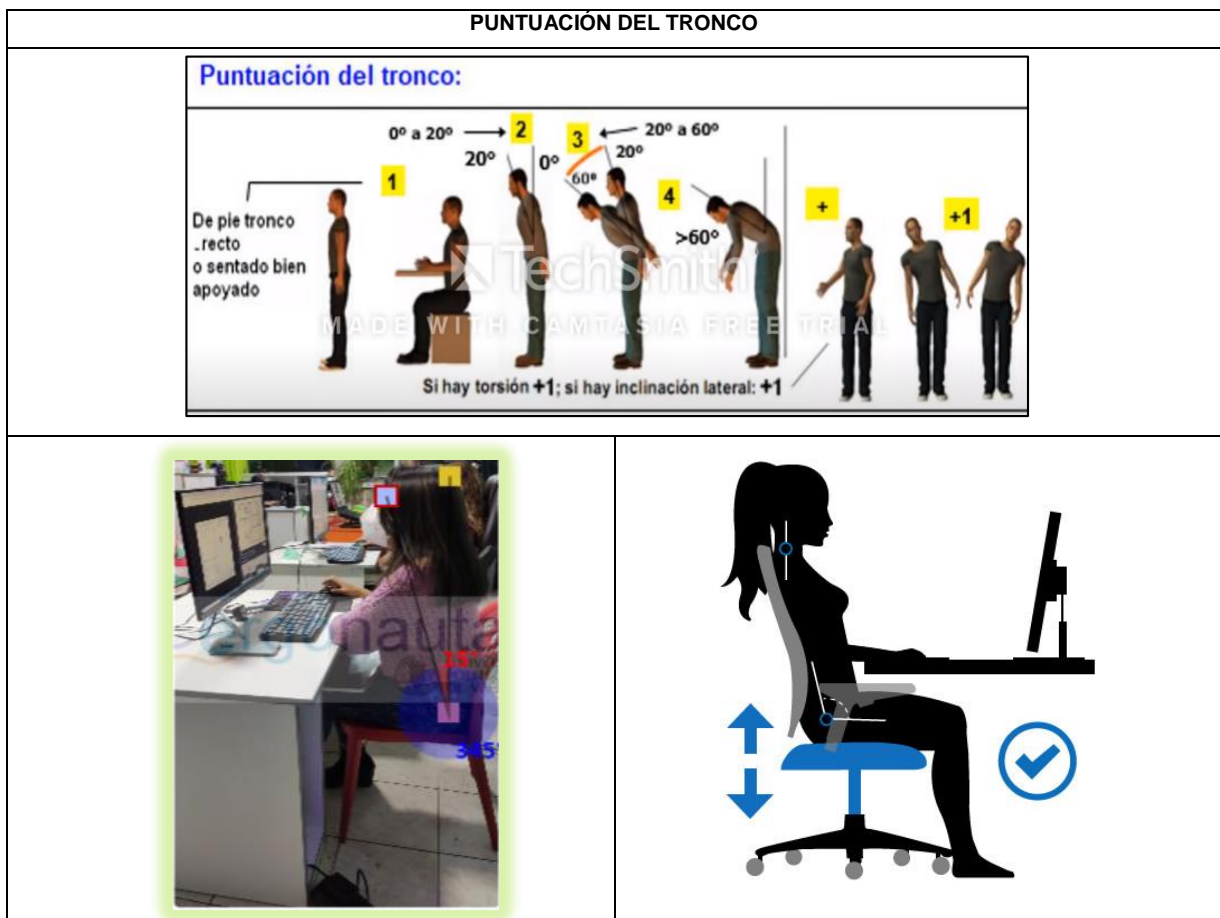 PUNTUACIÓN DEL TRONCO
Puntuación del tronco:
0º a 20º
2
3
20º a 60º
20º
0º
20º
60º
1
4
+
+1
De pie tronco
recto
o sentado bien
apoyado
>60º
TechSmith
MADE WITH CAMTASIA FREE TRIAL
Si hay torsión +1; si hay inclinación lateral: +1
ergonauta
15°
345°